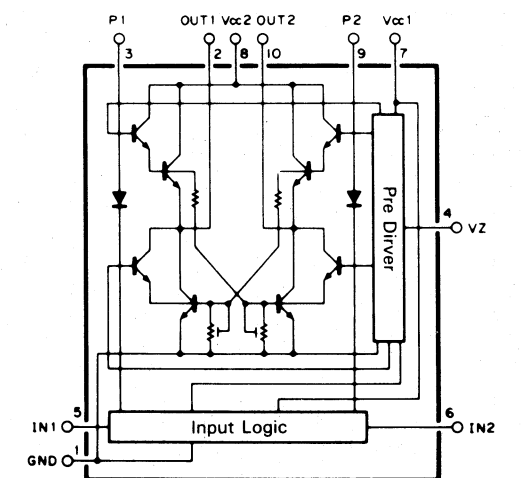 P1 OUT1 Vcc2 OUT2 P2 Vcc1
3 2 8 10 9 7
Pre Dirver
4
VZ
5 6
IN1 Input Logic IN2
1
GND